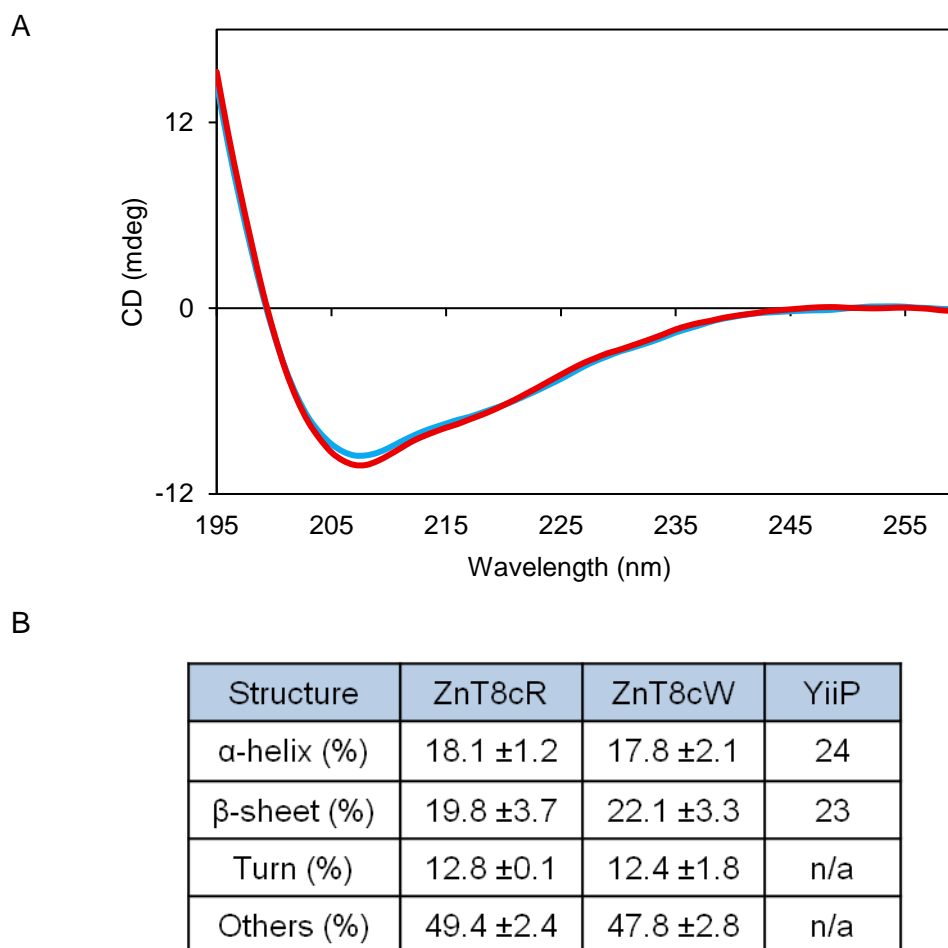 A
12
0
-12
CD (mdeg)
195 205 215 225 235 245 255
Wavelength (nm)
B
Structure ZnT8cR ZnT8cW YiiP
α-helix (%) 18.1 ±1.2 17.8 ±2.1 24
β-sheet (%) 19.8 ±3.7 22.1 ±3.3 23
Turn (%) 12.8 ±0.1 12.4 ±1.8 n/a
Others (%) 49.4 ±2.4 47.8 ±2.8 n/a